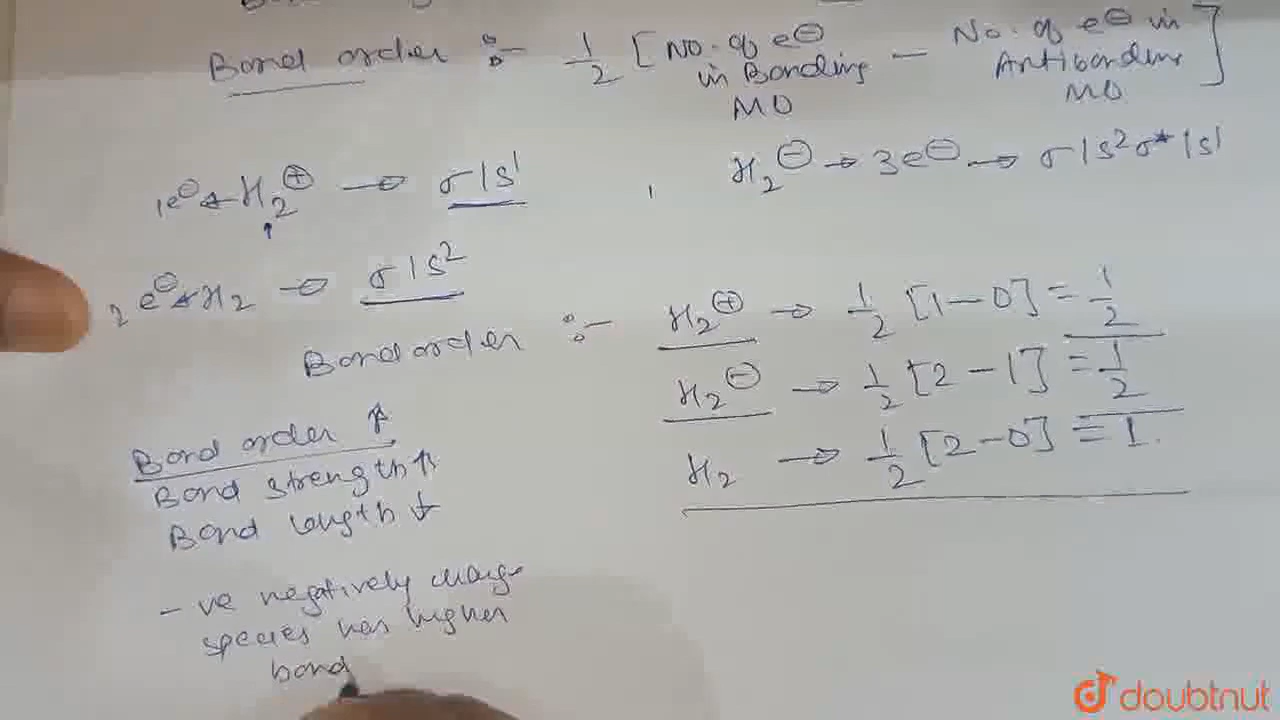 Bond order :- 1/2 [No. of e⊖ in Bonding MO - No. of e⊖ in Antibonding MO]
1e⊖ ← H2⊕ → σ1s1 , H2⊖ → 3e⊖ → σ1s2 σ*1s1
2e⊖ ← H2 → σ1s2
Bond order :- H2⊕ → 1/2 [1-0] = 1/2
H2⊖ → 1/2 [2-1] = 1/2
H2 → 1/2 [2-0] = 1.
Bond order ↑
Bond strength ↑
Bond length ↓
- ve negatively charge
species has higher
bond
doubtnut